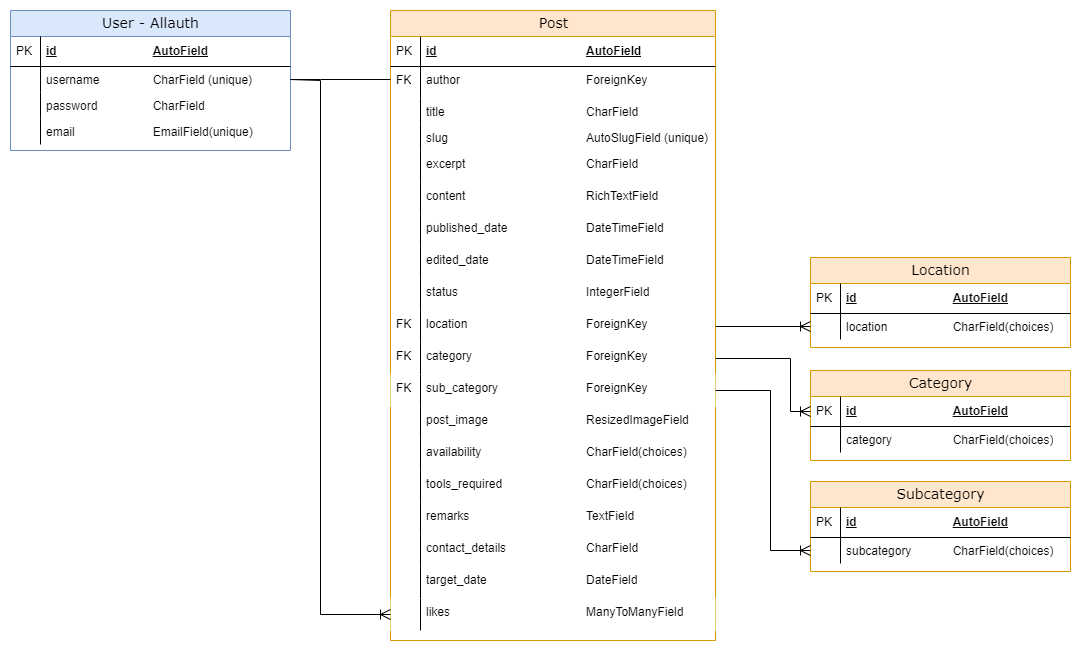 User - Allauth
PK id AutoField
username CharField (unique)
password CharField
email EmailField(unique)
Post
PK id AutoField
FK author ForeignKey
title CharField
slug AutoSlugField (unique)
excerpt CharField
content RichTextField
published_date DateTimeField
edited_date DateTimeField
status IntegerField
FK location ForeignKey
FK category ForeignKey
FK sub_category ForeignKey
post_image ResizedImageField
availability CharField(choices)
tools_required CharField(choices)
remarks TextField
contact_details CharField
target_date DateField
likes ManyToManyField
Location
PK id AutoField
location CharField(choices)
Category
PK id AutoField
category CharField(choices)
Subcategory
PK id AutoField
subcategory CharField(choices)